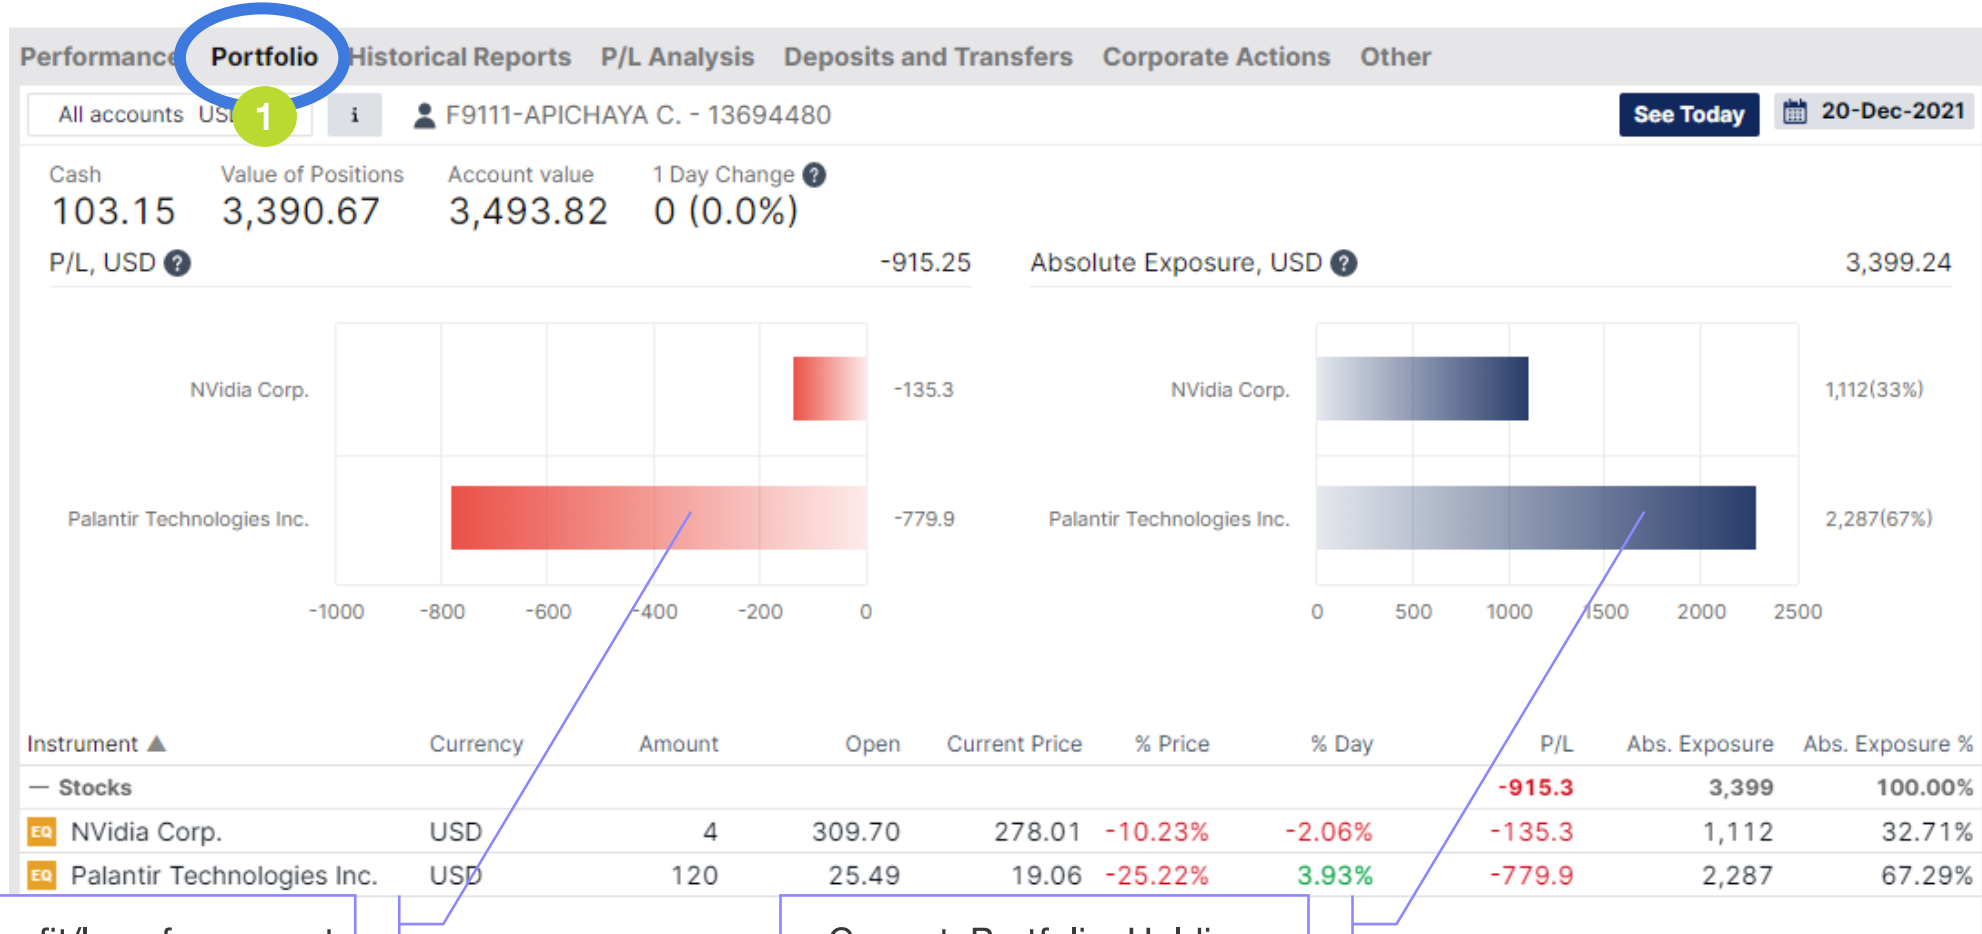 Performance Portfolio Historical Reports P/L Analysis Deposits and Transfers Corporate Actions Other
All accounts USD 1 i F9111-APICHAYA C. - 13694480 See Today 20-Dec-2021
Cash Value of Positions Account value 1 Day Change ?
103.15 3,390.67 3,493.82 0 (0.0%)
P/L, USD ? -915.25 Absolute Exposure, USD ? 3,399.24
NVidia Corp. -135.3 NVidia Corp. 1,112(33%)
Palantir Technologies Inc. -779.9 Palantir Technologies Inc. 2,287(67%)
-1000 -800 -600 -400 -200 0 0 500 1000 1500 2000 2500
Instrument ▲ Currency Amount Open Current Price % Price % Day P/L Abs. Exposure Abs. Exposure %
— Stocks -915.3 3,399 100.00%
EQ NVidia Corp. USD 4 309.70 278.01 -10.23% -2.06% -135.3 1,112 32.71%
EQ Palantir Technologies Inc. USD 120 25.49 19.06 -25.22% 3.93% -779.9 2,287 67.29%